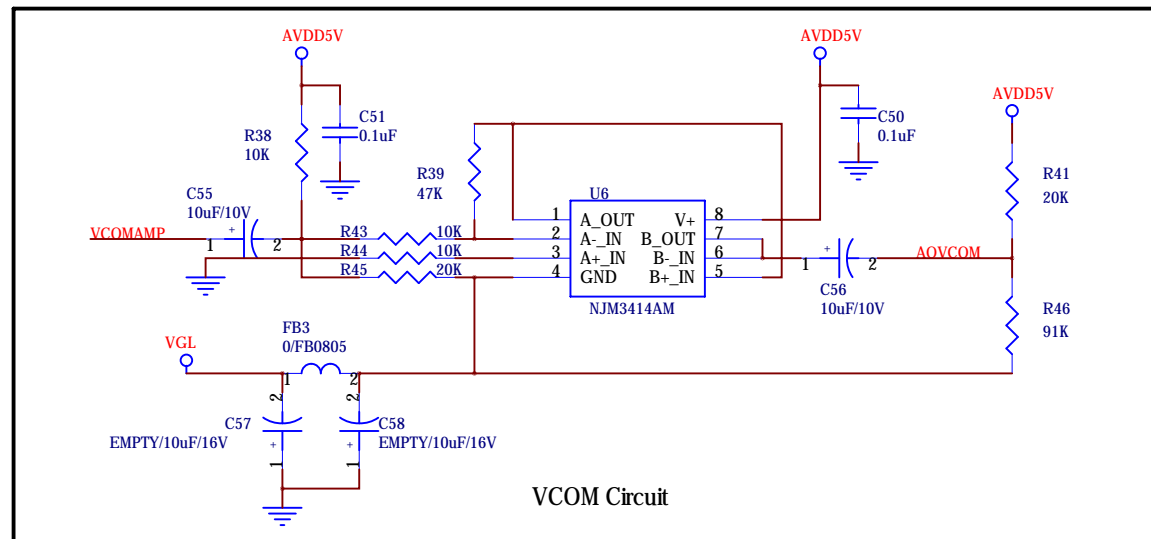 AVDD5V
AVDD5V
AVDD5V
C51
0.1uF
C50
0.1uF
R38
10K
R39
47K
R41
20K
C55
10uF/10V
U6
1 A_OUT V+ 8
2 A-_IN B_OUT 7
3 A+_IN B-_IN 6
4 GND B+_IN 5
NJM3414AM
VCOMAMP
1 + 2
R43 10K
R44 10K
R45 20K
1 + 2
AOVCOM
C56
10uF/10V
R46
91K
FB3
0/FB0805
VGL
1 2
2 2
C57
EMPTY/10uF/16V
C58
EMPTY/10uF/16V
+ +
1 1
VCOM Circuit